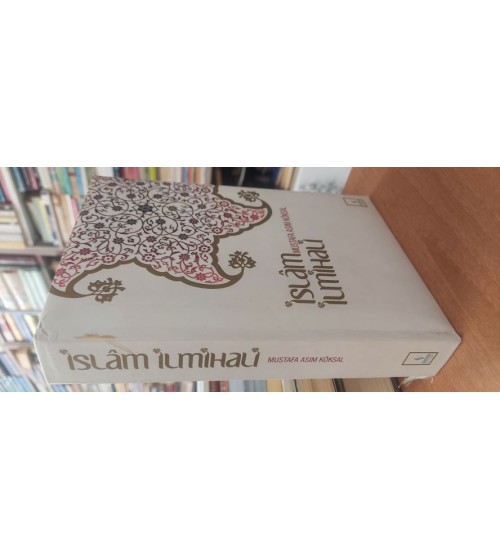 İSLÂM
İLMİHALİ
MUSTAFA ASIM KÖKSAL
İSLÂM İLMİHALİ
MUSTAFA ASIM KÖKSAL